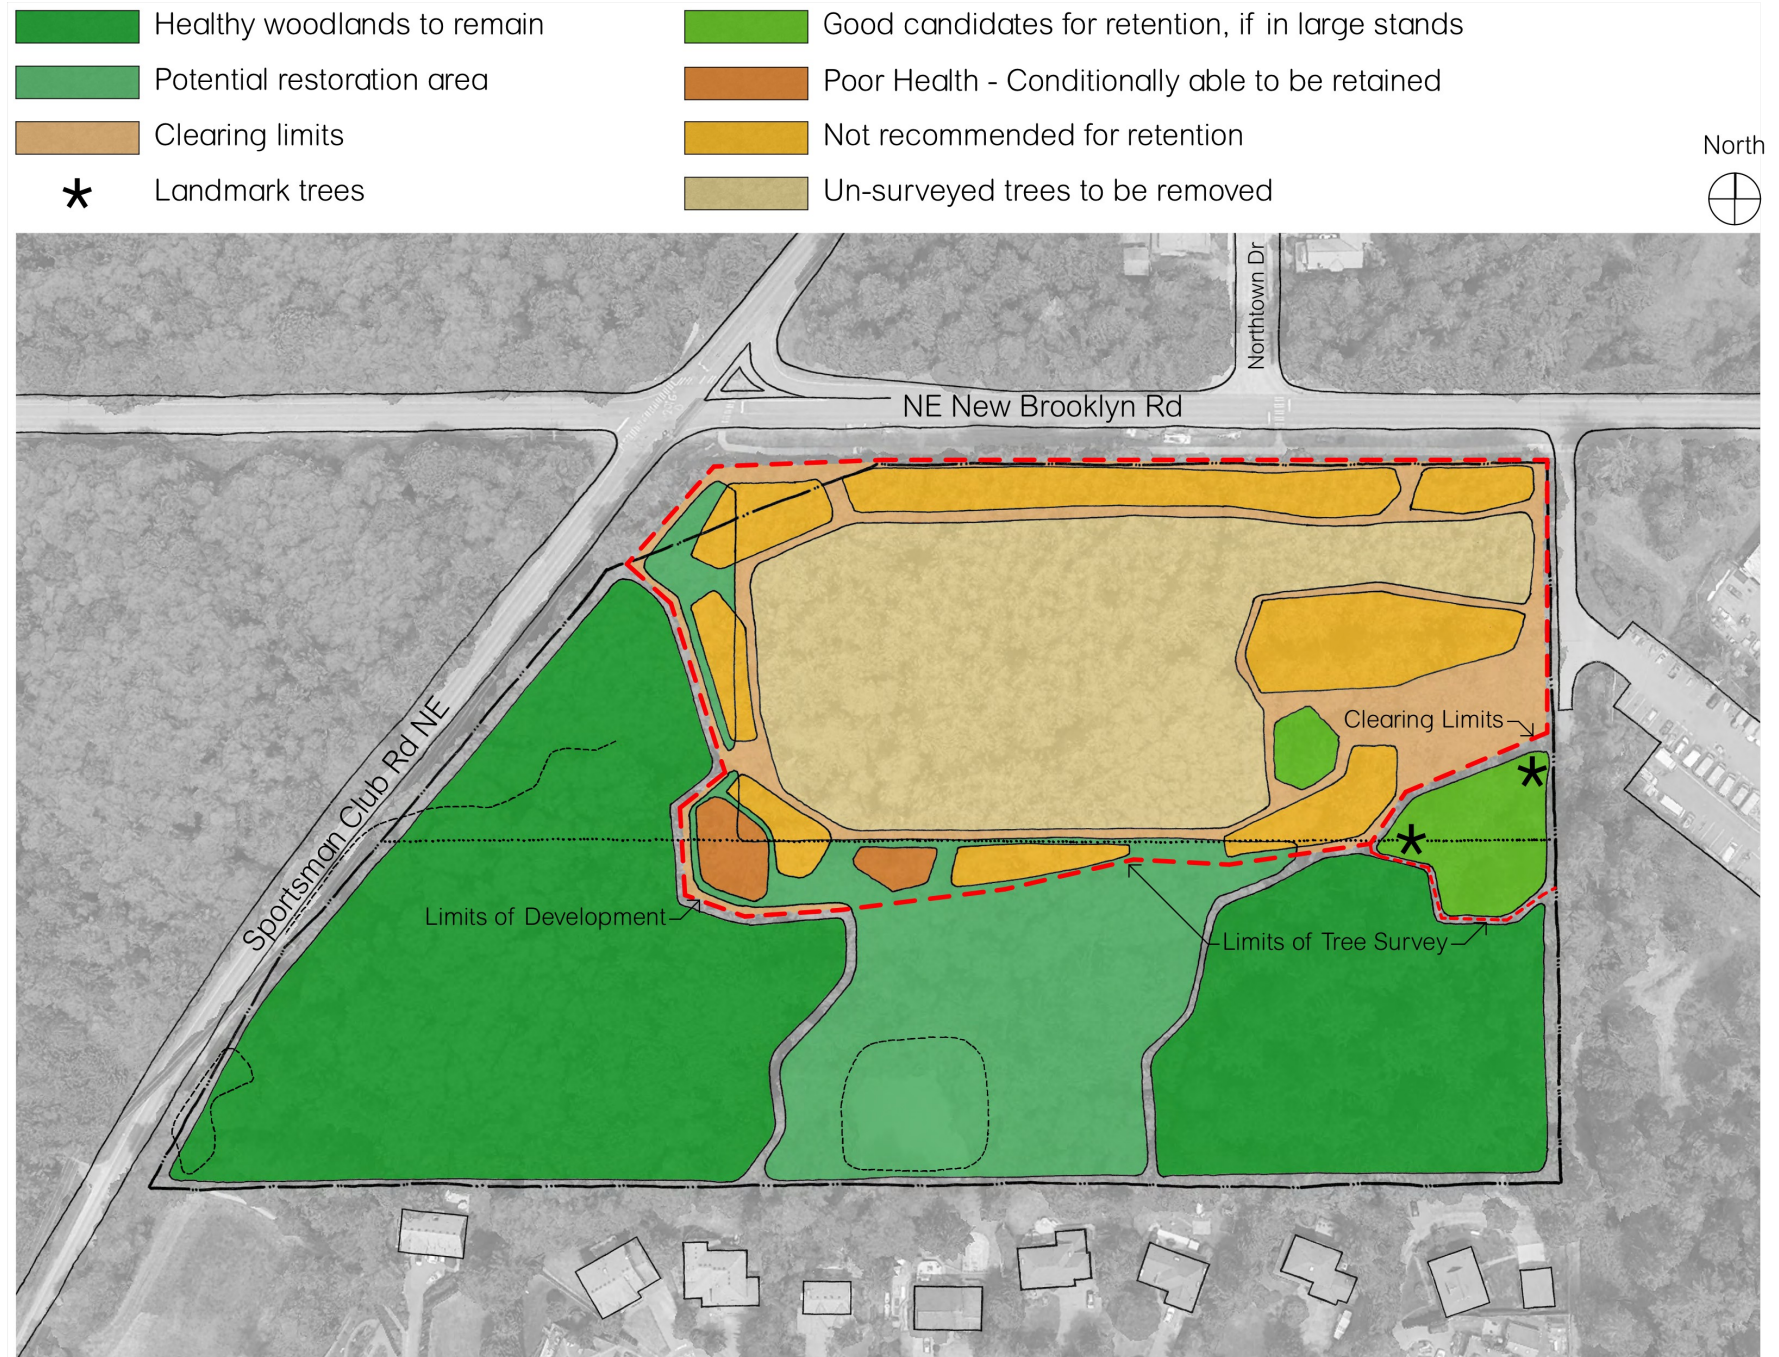 Healthy woodlands to remain
Potential restoration area
Clearing limits
Landmark trees
Good candidates for retention, if in large stands
Poor Health - Conditionally able to be retained
Not recommended for retention
Un-surveyed trees to be removed
North
Northtown Dr
NE New Brooklyn Rd
Sportsman Club Rd NE
Clearing Limits
Limits of Development
Limits of Tree Survey